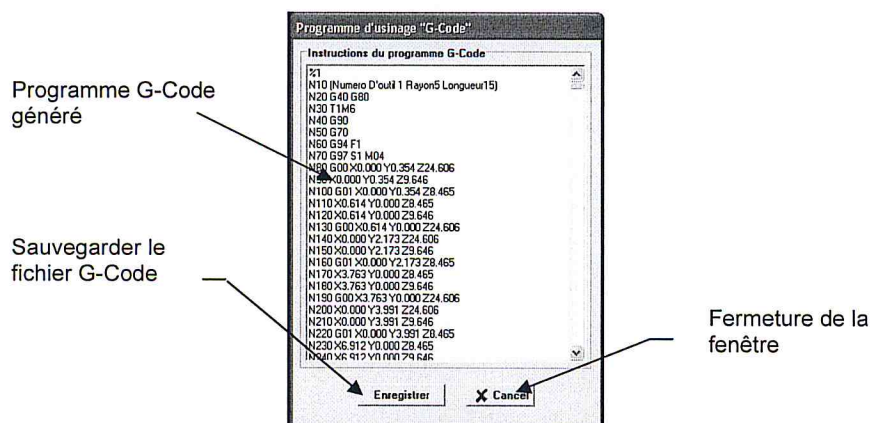 Programme d'usinage "G-Code"
Instructions du programme G-Code
%1
N10 (Numero D'outil 1 Rayon5 Longueur15)
N20 G40 G80
N30 T1M6
N40 G90
N50 G70
N60 G94 F1
N70 G97 S1 M04
N80 G00 X0.000 Y0.354 Z24.606
N90 X0.000 Y0.354 Z9.646
N100 G01 X0.000 Y0.354 Z8.465
N110 X0.614 Y0.000 Z8.465
N120 X0.614 Y0.000 Z9.646
N130 G00 X0.614 Y0.000 Z24.606
N140 X0.000 Y2.173 Z24.606
N150 X0.000 Y2.173 Z9.646
N160 G01 X0.000 Y2.173 Z8.465
N170 X3.763 Y0.000 Z8.465
N180 X3.763 Y0.000 Z9.646
N190 G00 X3.763 Y0.000 Z24.606
N200 X0.000 Y3.991 Z24.606
N210 X0.000 Y3.991 Z9.646
N220 G01 X0.000 Y3.991 Z8.465
N230 X6.912 Y0.000 Z8.465
N240 X6.912 Y0.000 Z9.646
Enregistrer
Cancel
Programme G-Code
généré
Sauvegarder le
fichier G-Code
Fermeture de la
fenêtre